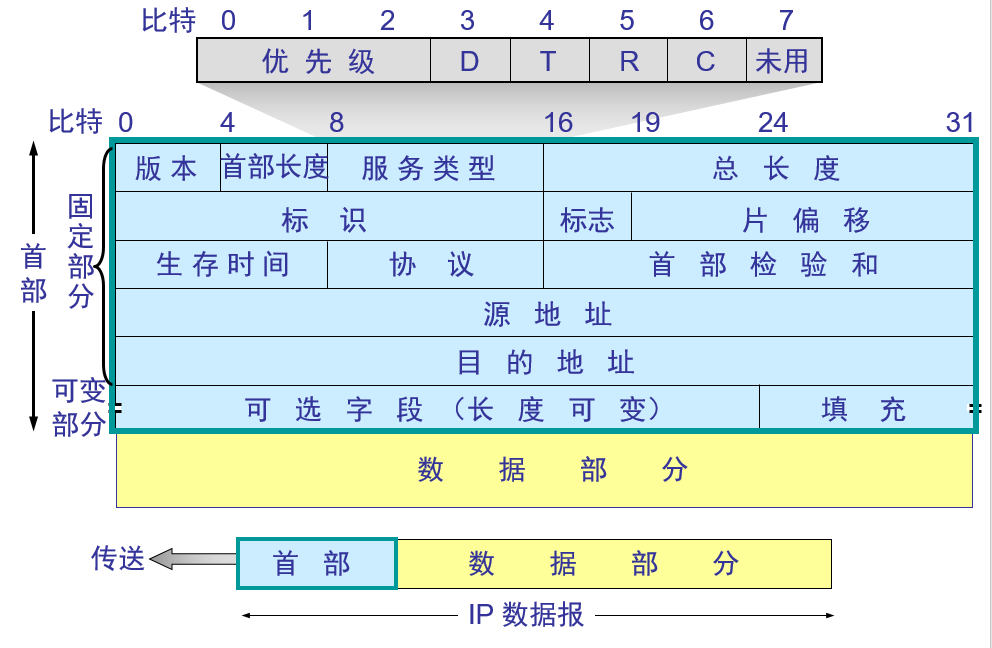 比特 0 1 2 3 4 5 6 7
优先级 D T R C 未用
比特 0 4 8 16 19 24 31
版本 首部长度 服务类型 总长度
标识 标志 片偏移
生存时间 协议 首部检验和
源地址
目的地址
可选字段（长度可变） 填充
首部
固定部分
可变部分
数据部分
传送 首部 数据部分
IP 数据报